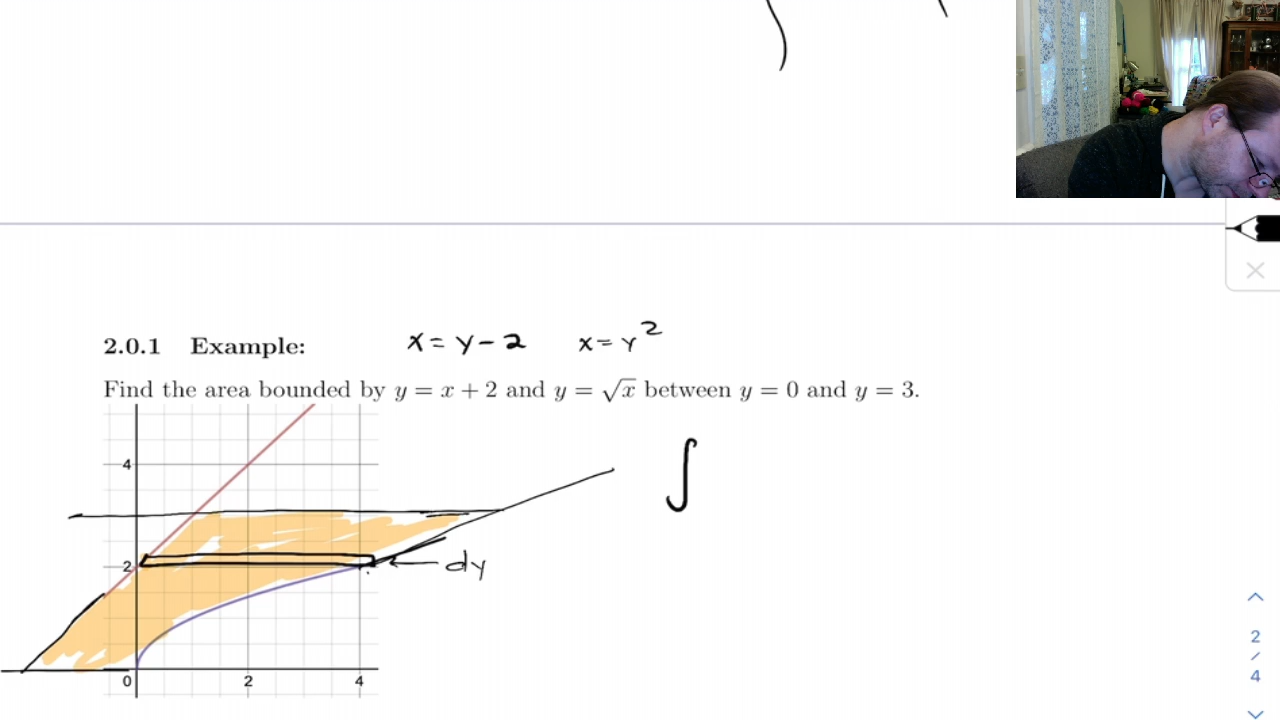 2.0.1 Example: x = y - 2 x = y²
Find the area bounded by y = x + 2 and y = √x between y = 0 and y = 3.
∫
4
2
dy
0 2 4
2
/
4